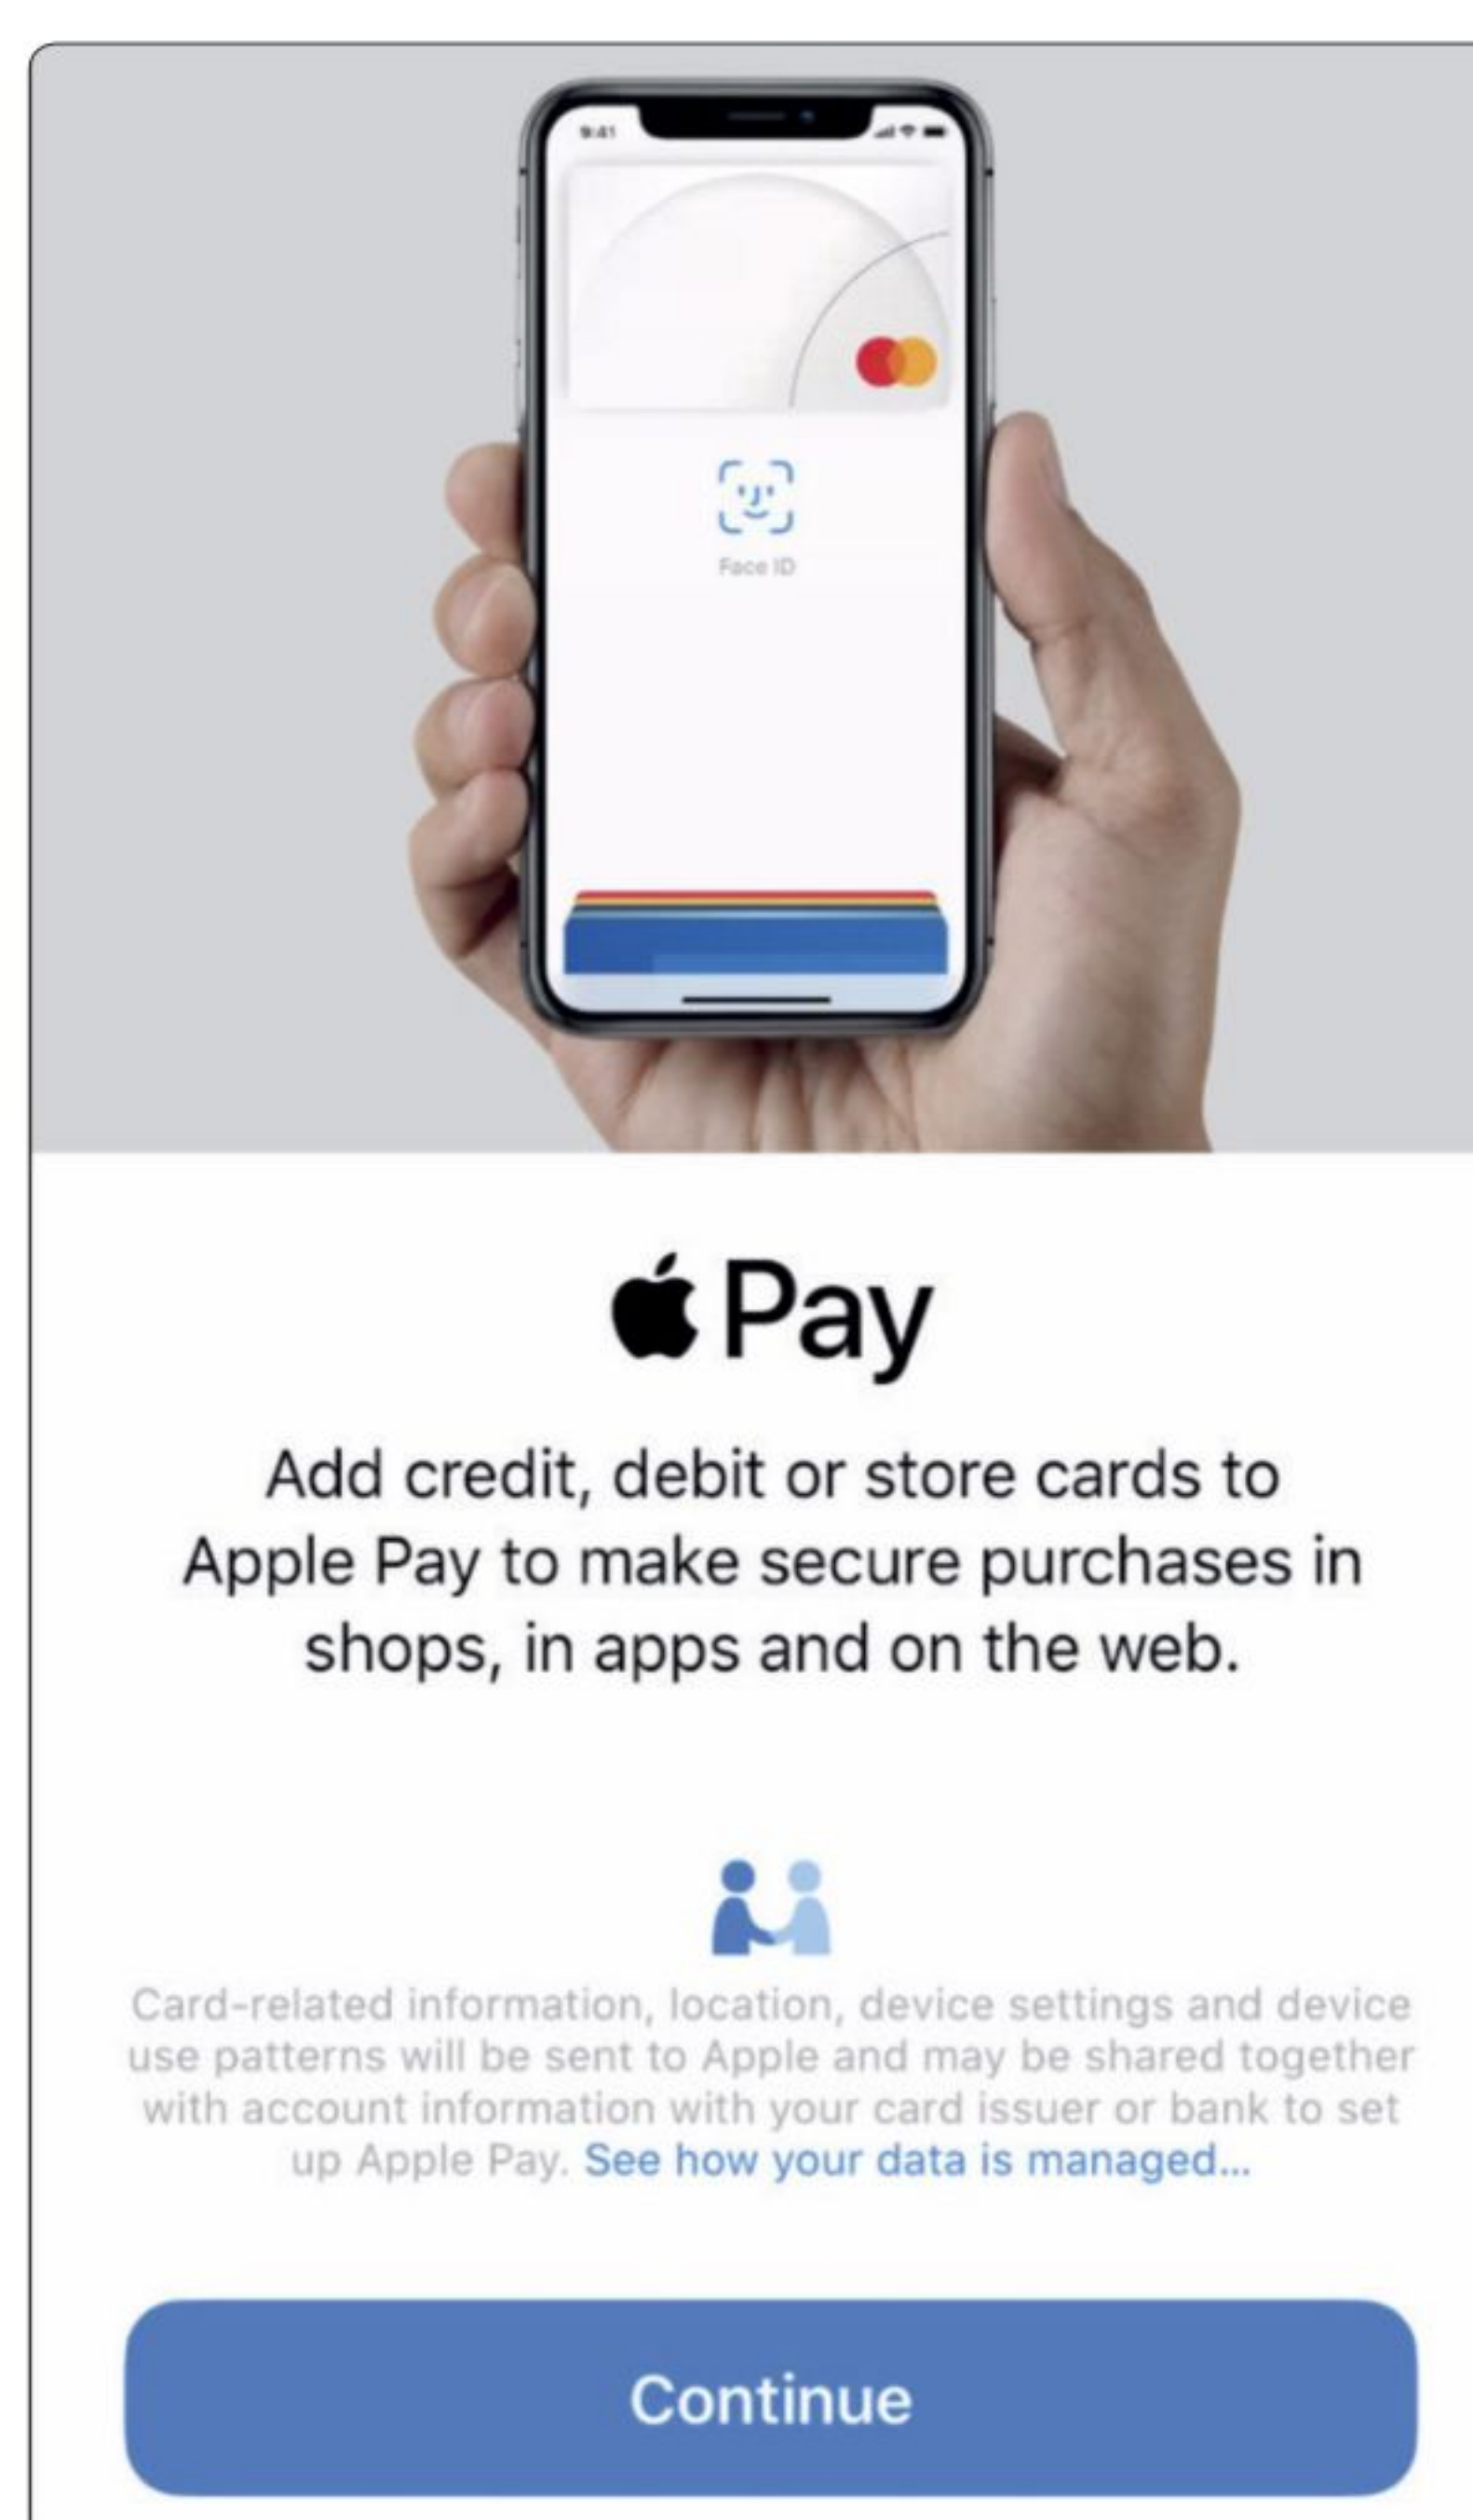 9:41
Face ID
Pay
Add credit, debit or store cards to
Apple Pay to make secure purchases in
shops, in apps and on the web.
Card-related information, location, device settings and device
use patterns will be sent to Apple and may be shared together
with account information with your card issuer or bank to set
up Apple Pay. See how your data is managed...
Continue